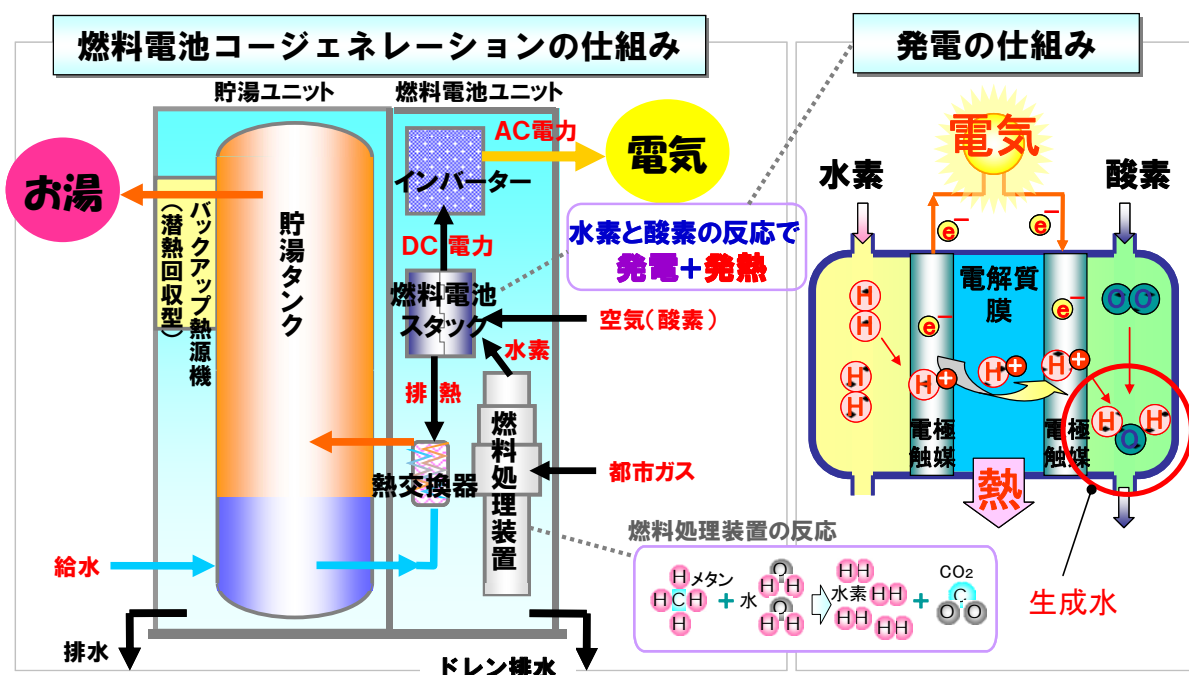 燃料電池コージェネレーションの仕組み
発電の仕組み
貯湯ユニット
燃料電池ユニット
お湯
バックアップ熱源機
(潜熱回収型)
貯湯タンク
インバーター
AC電力
電気
DC電力
水素と酸素の反応で
発電+発熱
燃料電池
スタック
空気(酸素)
水素
排熱
燃料処理装置
熱交換器
都市ガス
給水
排水
ドレン排水
燃料処理装置の反応
H
H C H
H
メタン
+
水
O
H H
O
H H
水素
H H
H H
H H
H H
+
CO2
C
O O
電気
水素
酸素
e−
e−
電解質
膜
H
H
H
H
e−
e−
O O
H+
H+
H+
H
H
O
電極
触媒
電極
触媒
熱
生成水